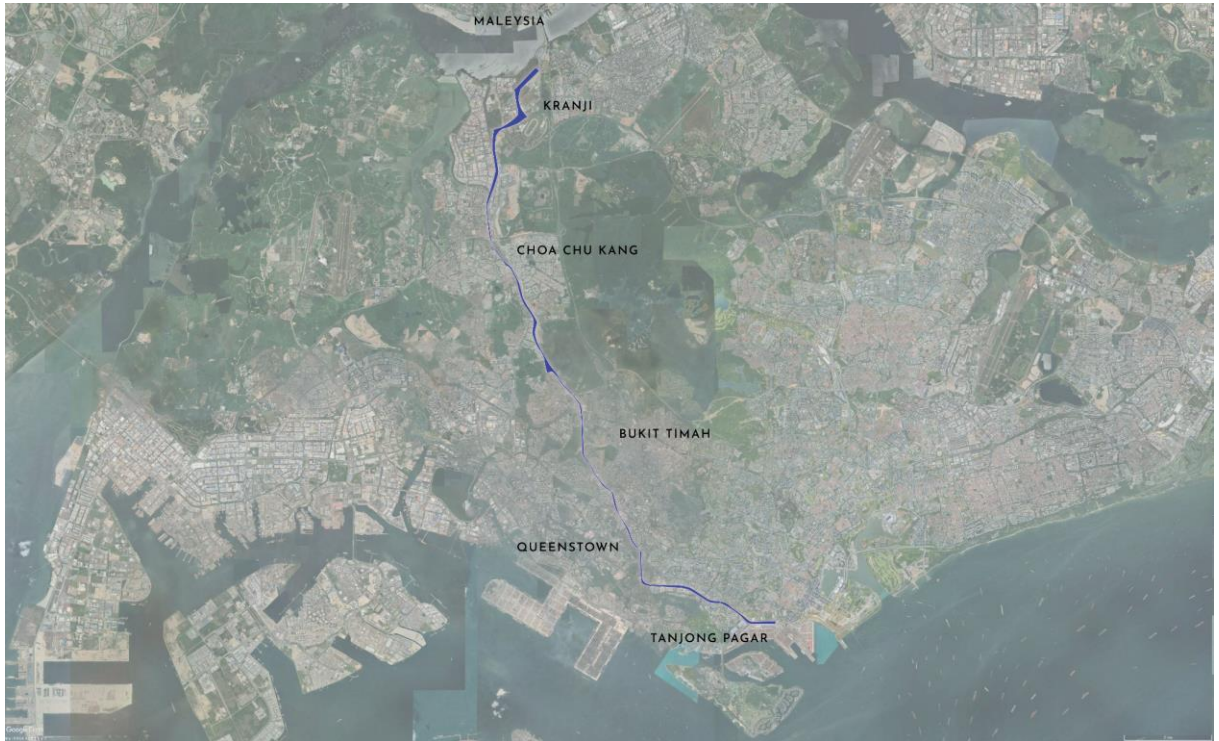 MALEYSIA
KRANJI
CHOA CHU KANG
BUKIT TIMAH
QUEENSTOWN
TANJONG PAGAR